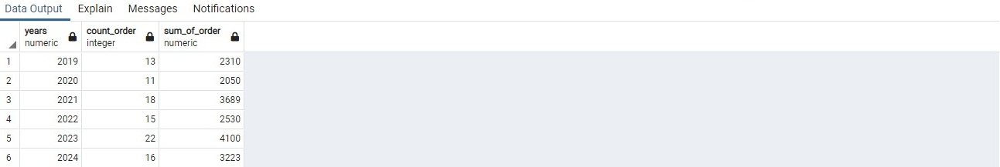 Data Output Explain Messages Notifications
years count_order sum_of_order
numeric integer numeric
1 2019 13 2310
2 2020 11 2050
3 2021 18 3689
4 2022 15 2530
5 2023 22 4100
6 2024 16 3223